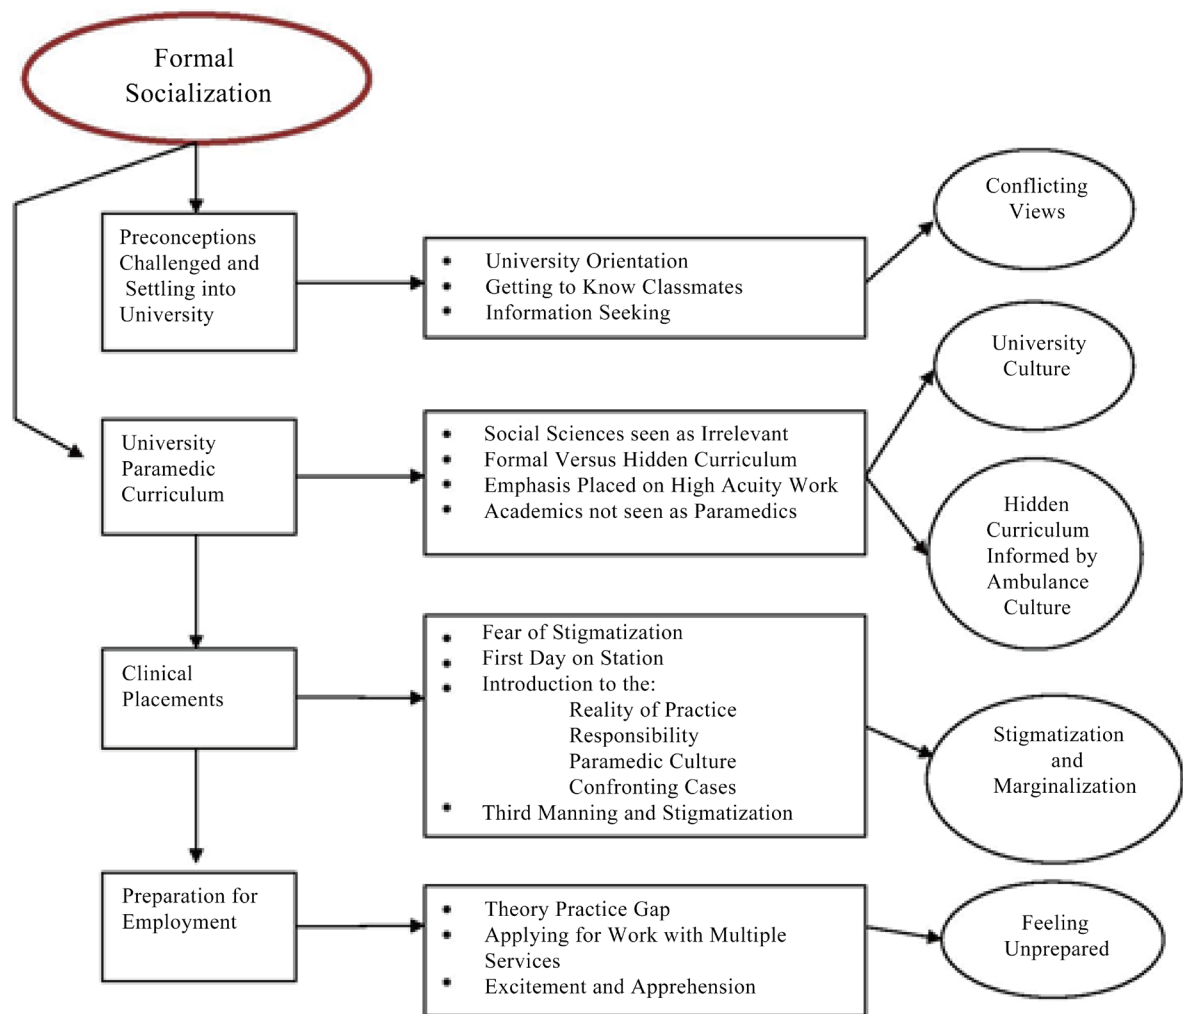 Formal
Socialization
Preconceptions
Challenged and
Settling into
University
• University Orientation
• Getting to Know Classmates
• Information Seeking
Conflicting
Views
University
Paramedic
Curriculum
• Social Sciences seen as Irrelevant
• Formal Versus Hidden Curriculum
• Emphasis Placed on High Acuity Work
• Academics not seen as Paramedics
University
Culture
Hidden
Curriculum
Informed by
Ambulance
Culture
Clinical
Placements
• Fear of Stigmatization
• First Day on Station
• Introduction to the:
Reality of Practice
Responsibility
Paramedic Culture
Confronting Cases
• Third Manning and Stigmatization
Stigmatization
and
Marginalization
Preparation for
Employment
• Theory Practice Gap
• Applying for Work with Multiple
Services
• Excitement and Apprehension
Feeling
Unprepared